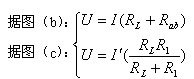 据图(b): U = I(R_L + R_ab)
据图(c): U = I'(R_L R_1 / (R_L + R_1))